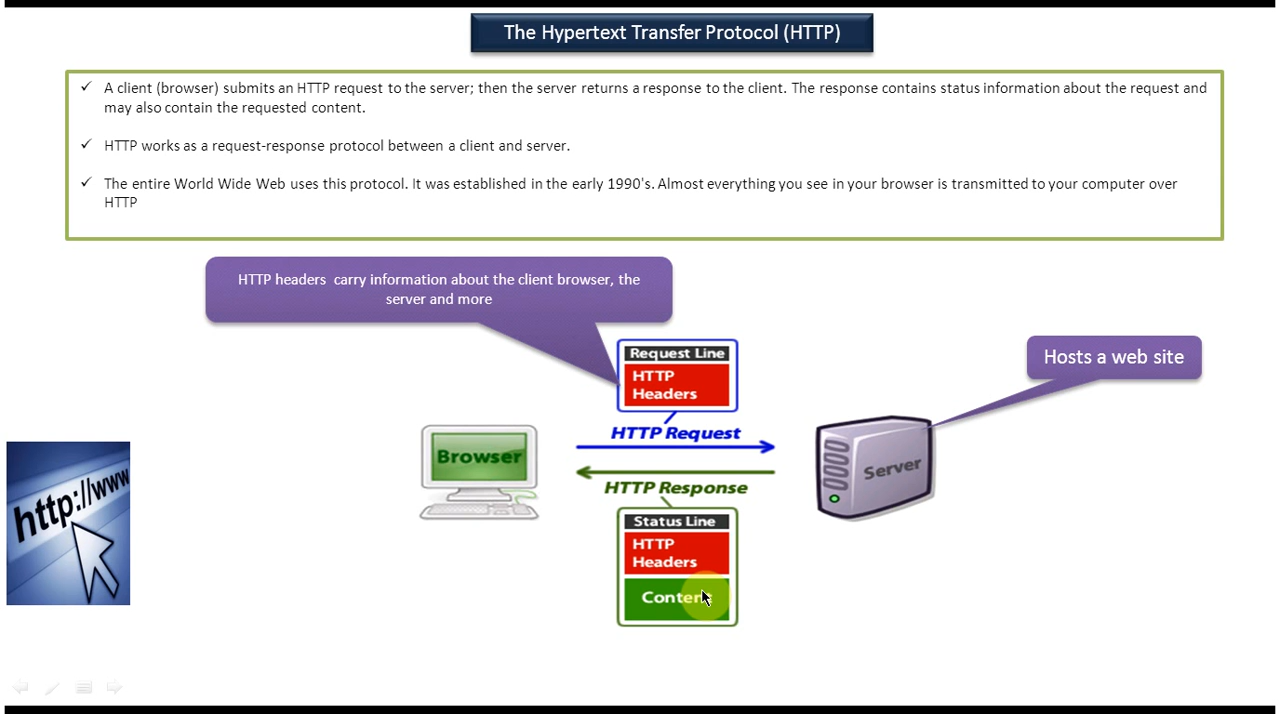 The Hypertext Transfer Protocol (HTTP)
✓ A client (browser) submits an HTTP request to the server; then the server returns a response to the client. The response contains status information about the request and
may also contain the requested content.
✓ HTTP works as a request-response protocol between a client and server.
✓ The entire World Wide Web uses this protocol. It was established in the early 1990's. Almost everything you see in your browser is transmitted to your computer over
HTTP
HTTP headers carry information about the client browser, the
server and more
Request Line
HTTP
Headers
Hosts a web site
HTTP Request
Browser
Server
http://www
HTTP Response
Status Line
HTTP
Headers
Content